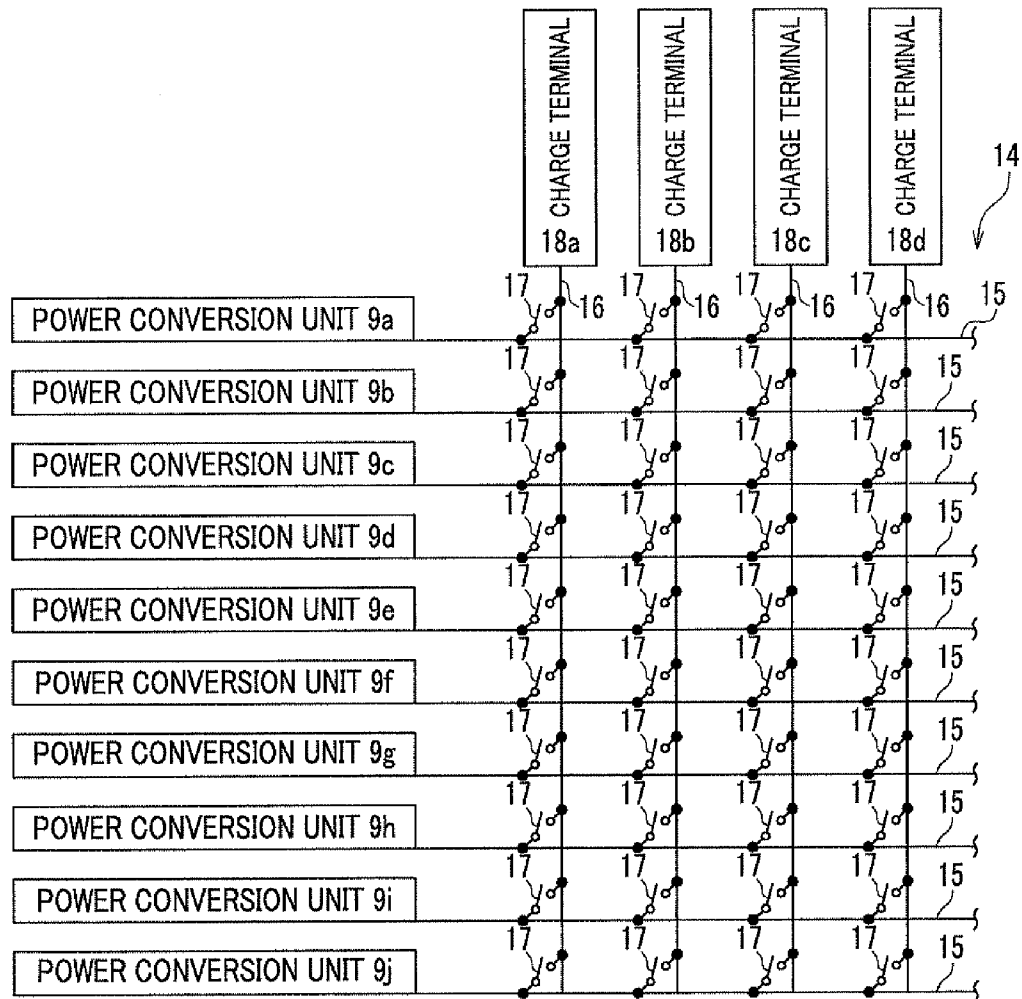 CHARGE TERMINAL 18a
CHARGE TERMINAL 18b
CHARGE TERMINAL 18c
CHARGE TERMINAL 18d
14
17 16 17 16 17 16 17 16 15
POWER CONVERSION UNIT 9a
17 17 17 17 15
POWER CONVERSION UNIT 9b
17 17 17 17 15
POWER CONVERSION UNIT 9c
17 17 17 17 15
POWER CONVERSION UNIT 9d
17 17 17 17 15
POWER CONVERSION UNIT 9e
17 17 17 17 15
POWER CONVERSION UNIT 9f
17 17 17 17 15
POWER CONVERSION UNIT 9g
17 17 17 17 15
POWER CONVERSION UNIT 9h
17 17 17 17 15
POWER CONVERSION UNIT 9i
17 17 17 17 15
POWER CONVERSION UNIT 9j